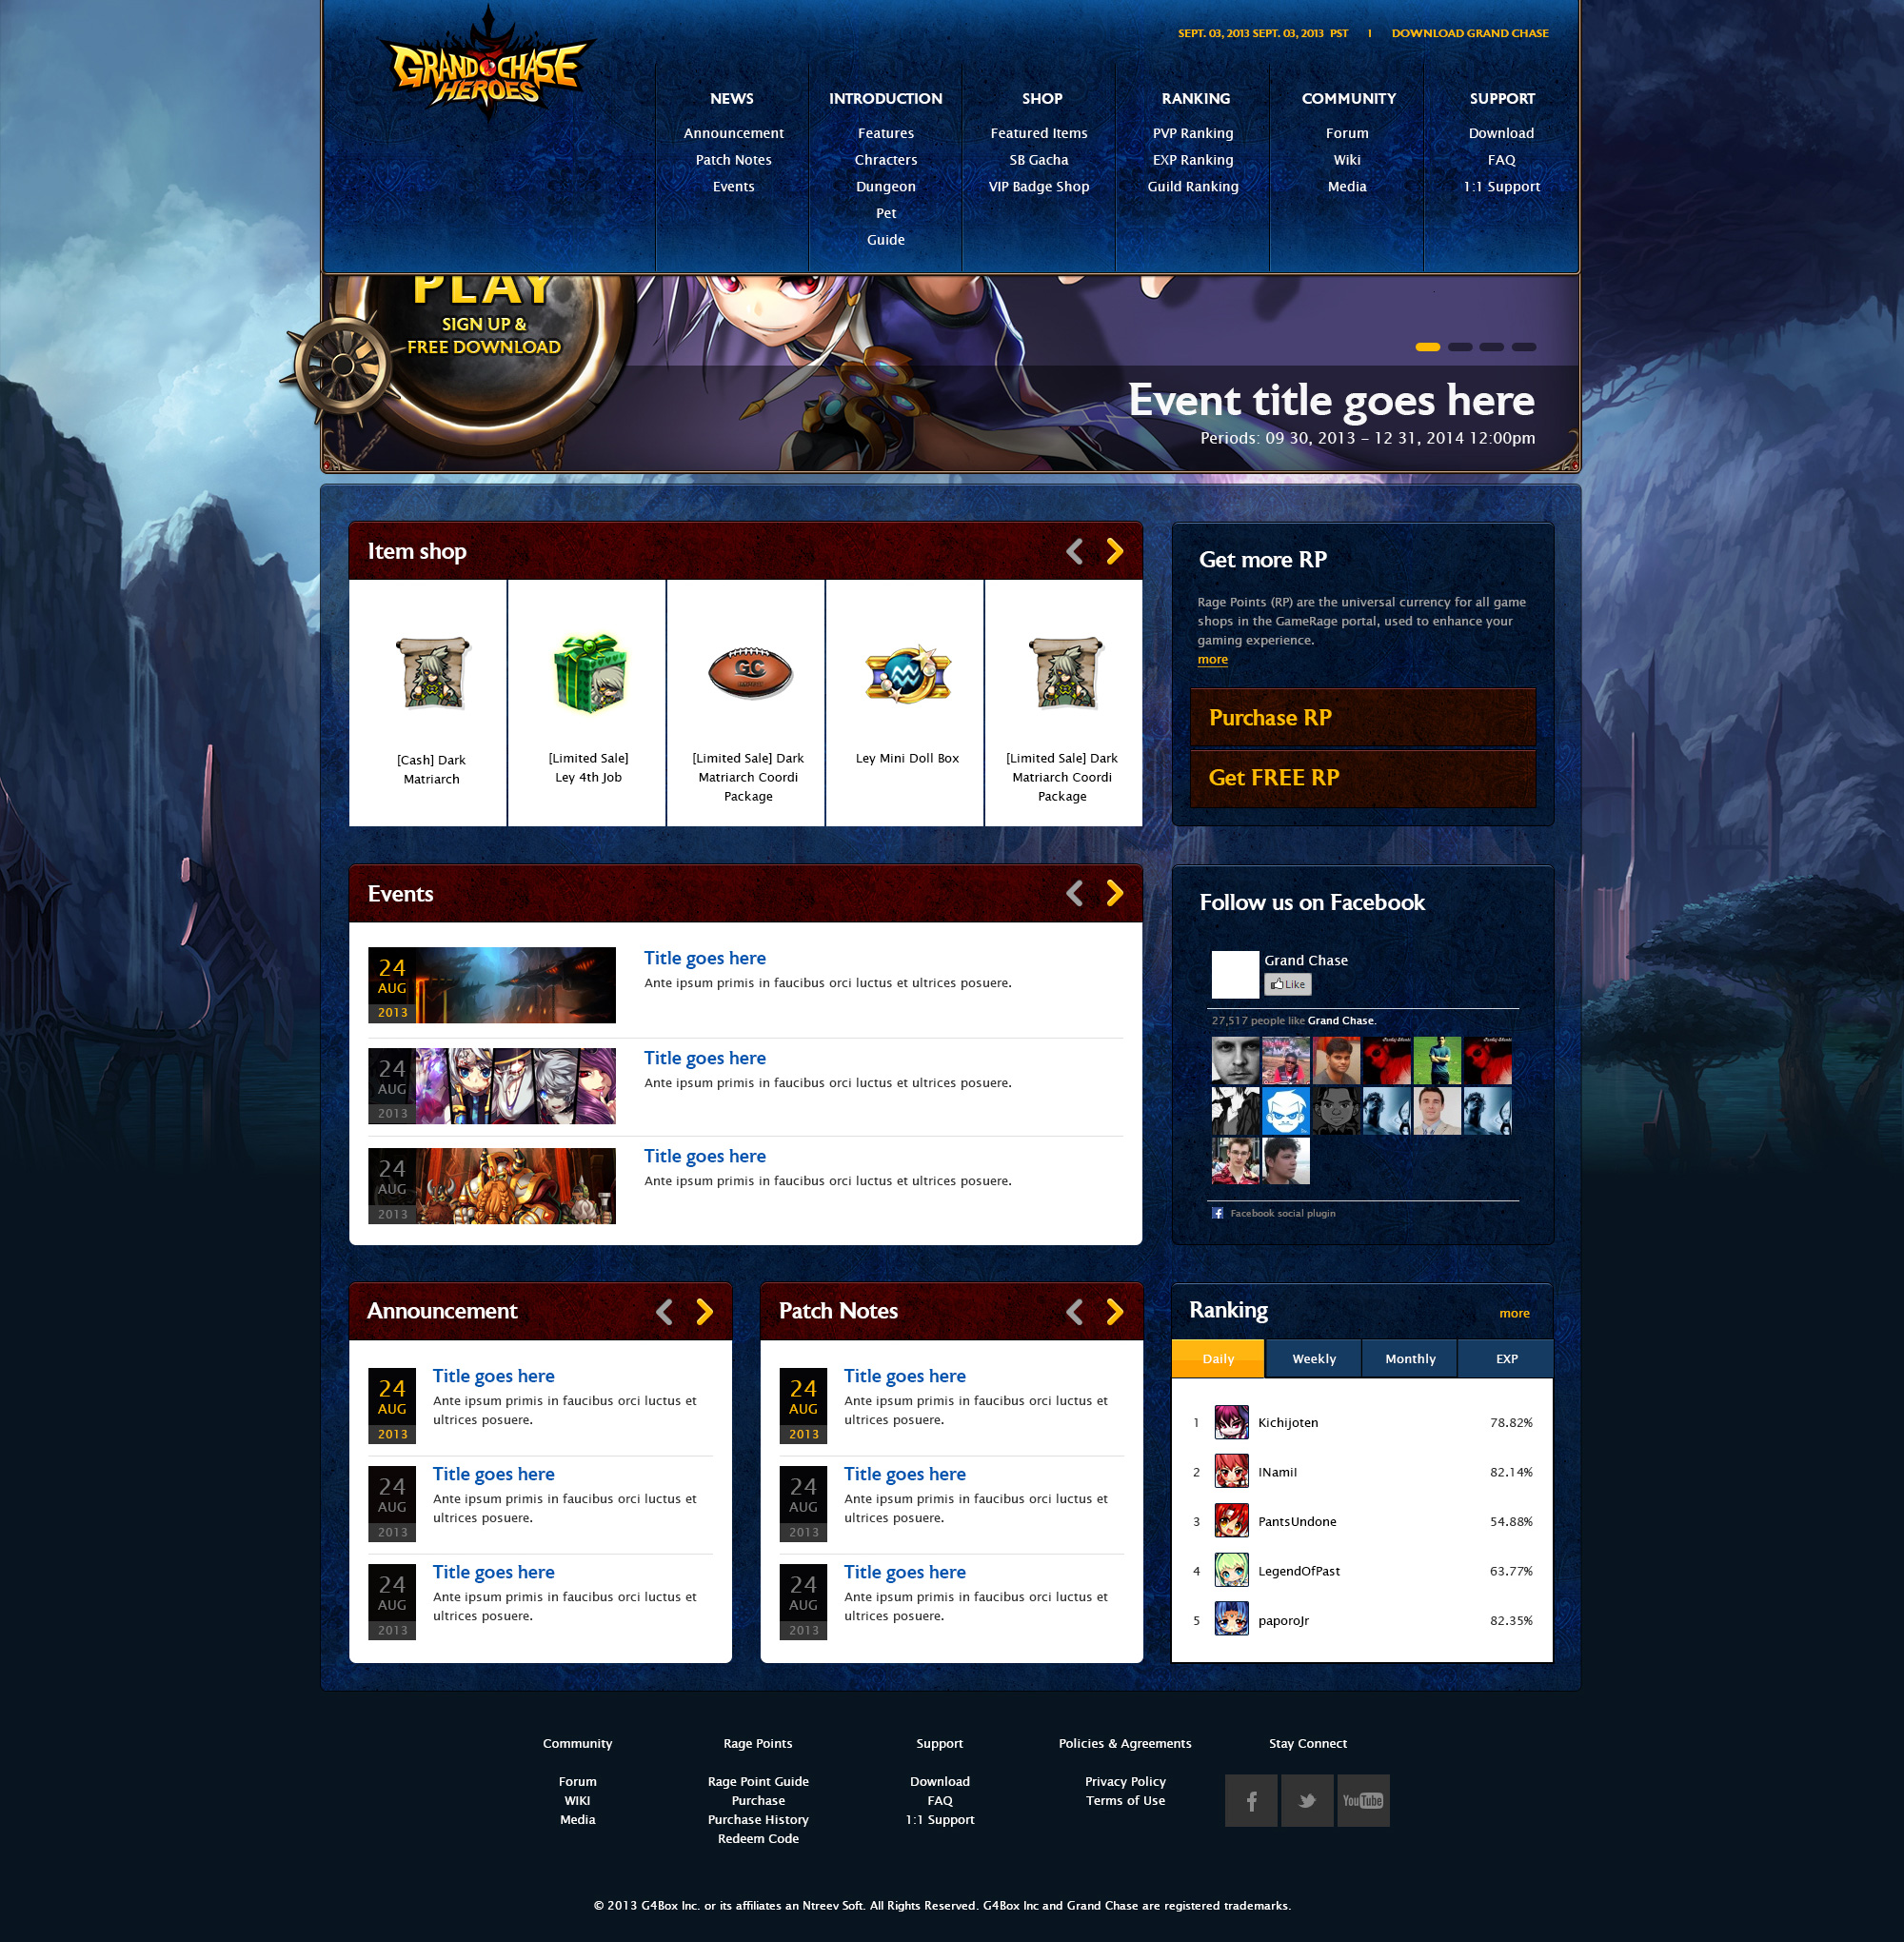 GRAND CHASE
HEROES
SEPT. 03, 2013 SEPT. 03, 2013 PST | DOWNLOAD GRAND CHASE
NEWS
Announcement
Patch Notes
Events
INTRODUCTION
Features
Chracters
Dungeon
Pet
Guide
SHOP
Featured Items
SB Gacha
VIP Badge Shop
RANKING
PVP Ranking
EXP Ranking
Guild Ranking
COMMUNITY
Forum
Wiki
Media
SUPPORT
Download
FAQ
1:1 Support
PLAY
SIGN UP &
FREE DOWNLOAD
Event title goes here
Periods: 09 30, 2013 – 12 31, 2014 12:00pm
Item shop
GC
[Cash] Dark
Matriarch
[Limited Sale]
Ley 4th Job
[Limited Sale] Dark
Matriarch Coordi
Package
Ley Mini Doll Box
[Limited Sale] Dark
Matriarch Coordi
Package
Get more RP
Rage Points (RP) are the universal currency for all game
shops in the GameRage portal, used to enhance your
gaming experience.
more
Purchase RP
Get FREE RP
Events
24
AUG
2013
Title goes here
Ante ipsum primis in faucibus orci luctus et ultrices posuere.
24
AUG
2013
Title goes here
Ante ipsum primis in faucibus orci luctus et ultrices posuere.
24
AUG
2013
Title goes here
Ante ipsum primis in faucibus orci luctus et ultrices posuere.
Follow us on Facebook
Grand Chase
Like
27,517 people like Grand Chase.
Facebook social plugin
Announcement
24
AUG
2013
Title goes here
Ante ipsum primis in faucibus orci luctus et
ultrices posuere.
24
AUG
2013
Title goes here
Ante ipsum primis in faucibus orci luctus et
ultrices posuere.
24
AUG
2013
Title goes here
Ante ipsum primis in faucibus orci luctus et
ultrices posuere.
Patch Notes
24
AUG
2013
Title goes here
Ante ipsum primis in faucibus orci luctus et
ultrices posuere.
24
AUG
2013
Title goes here
Ante ipsum primis in faucibus orci luctus et
ultrices posuere.
24
AUG
2013
Title goes here
Ante ipsum primis in faucibus orci luctus et
ultrices posuere.
Ranking
more
Daily Weekly Monthly EXP
1 Kichijoten 78.82%
2 INamiI 82.14%
3 PantsUndone 54.88%
4 LegendOfPast 63.77%
5 paporoJr 82.35%
Community
Forum
WIKI
Media
Rage Points
Rage Point Guide
Purchase
Purchase History
Redeem Code
Support
Download
FAQ
1:1 Support
Policies & Agreements
Privacy Policy
Terms of Use
Stay Connect
You Tube
© 2013 G4Box Inc. or its affiliates an Ntreev Soft. All Rights Reserved. G4Box Inc and Grand Chase are registered trademarks.